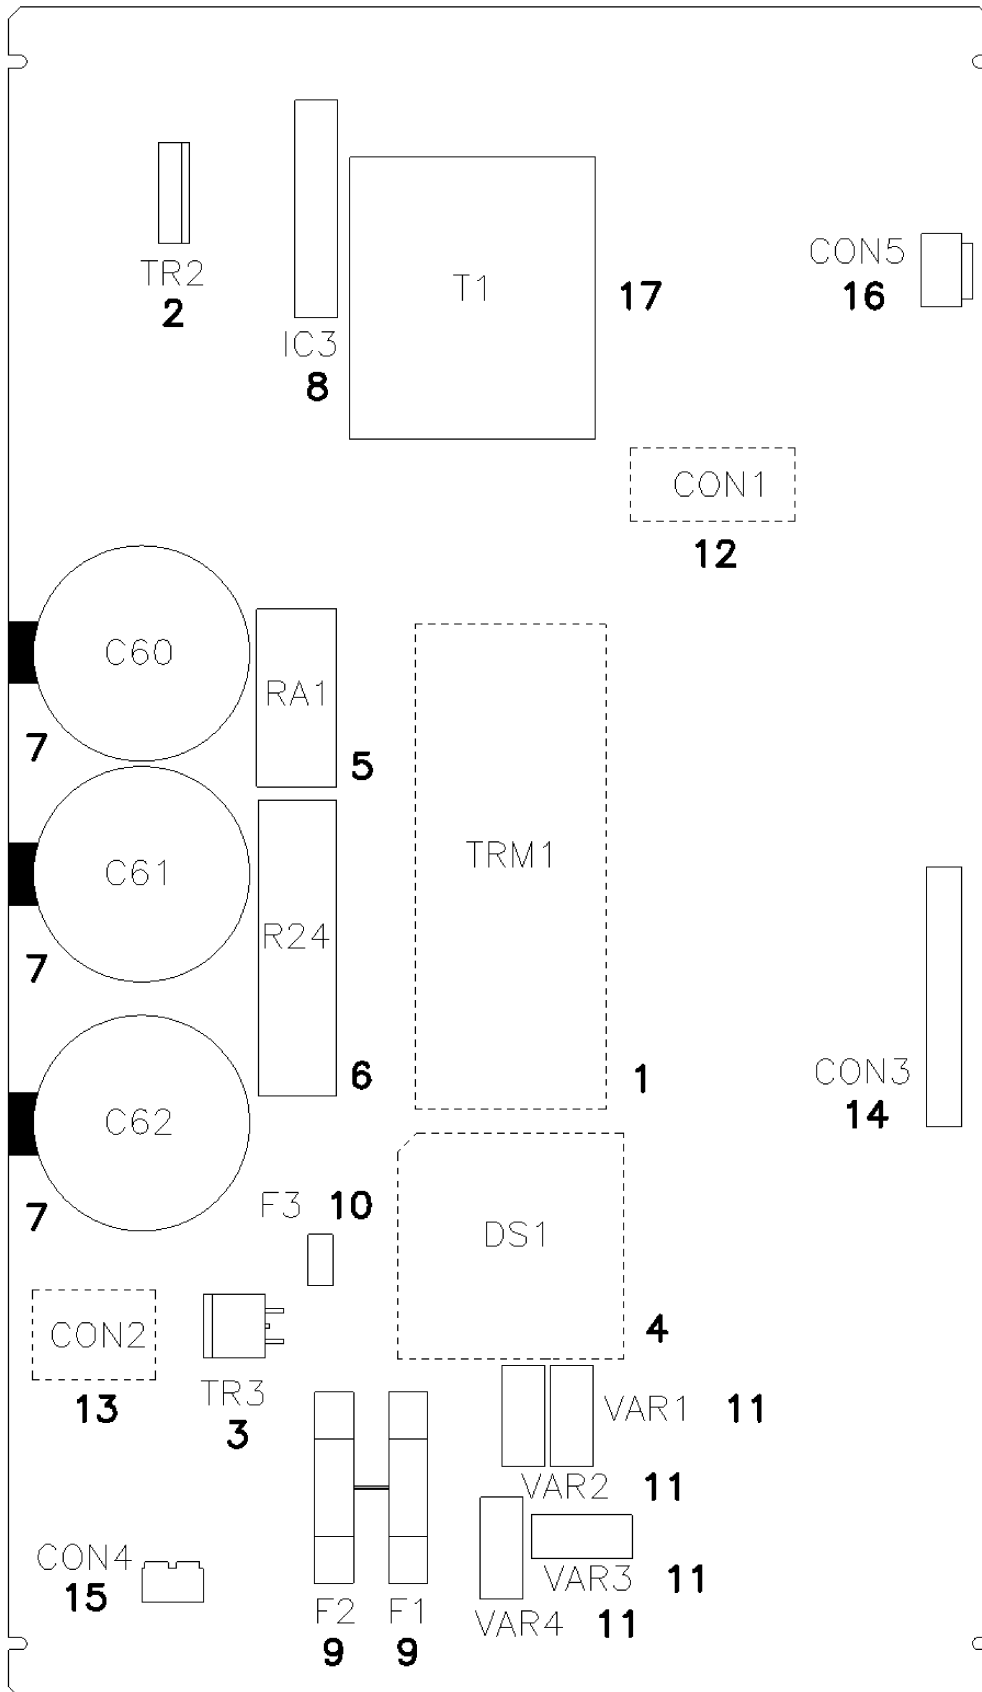 CON5
16
TR2
2
T1
17
IC3
8
CON1
12
C60
RA1
7
5
TRM1
C61
R24
7
CON3
14
6
1
C62
F3
10
7
DS1
CON2
13
4
TR3
3
VAR1
11
VAR2
11
CON4
15
VAR3
11
F2
9
F1
9
VAR4
11